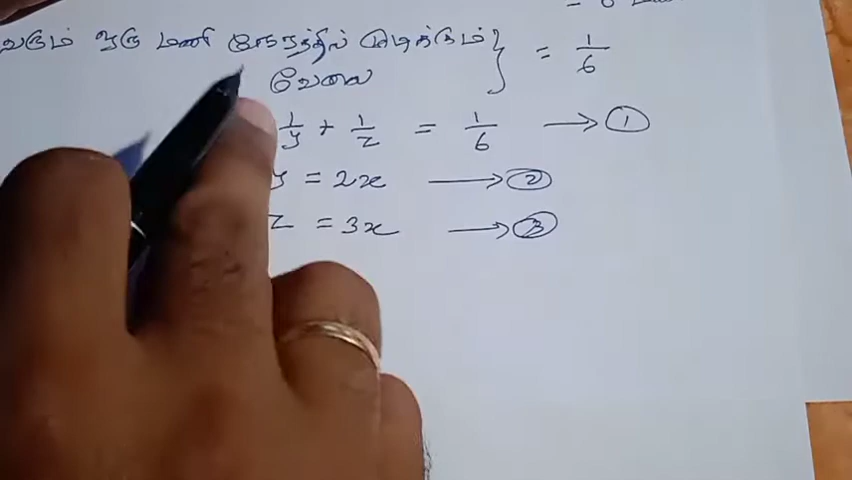 வரும் ஒரு மணி நேரத்தில் முடிக்கும் } = 1/6
வேலை
1/y + 1/z = 1/6 → ①
y = 2x → ②
z = 3x → ③